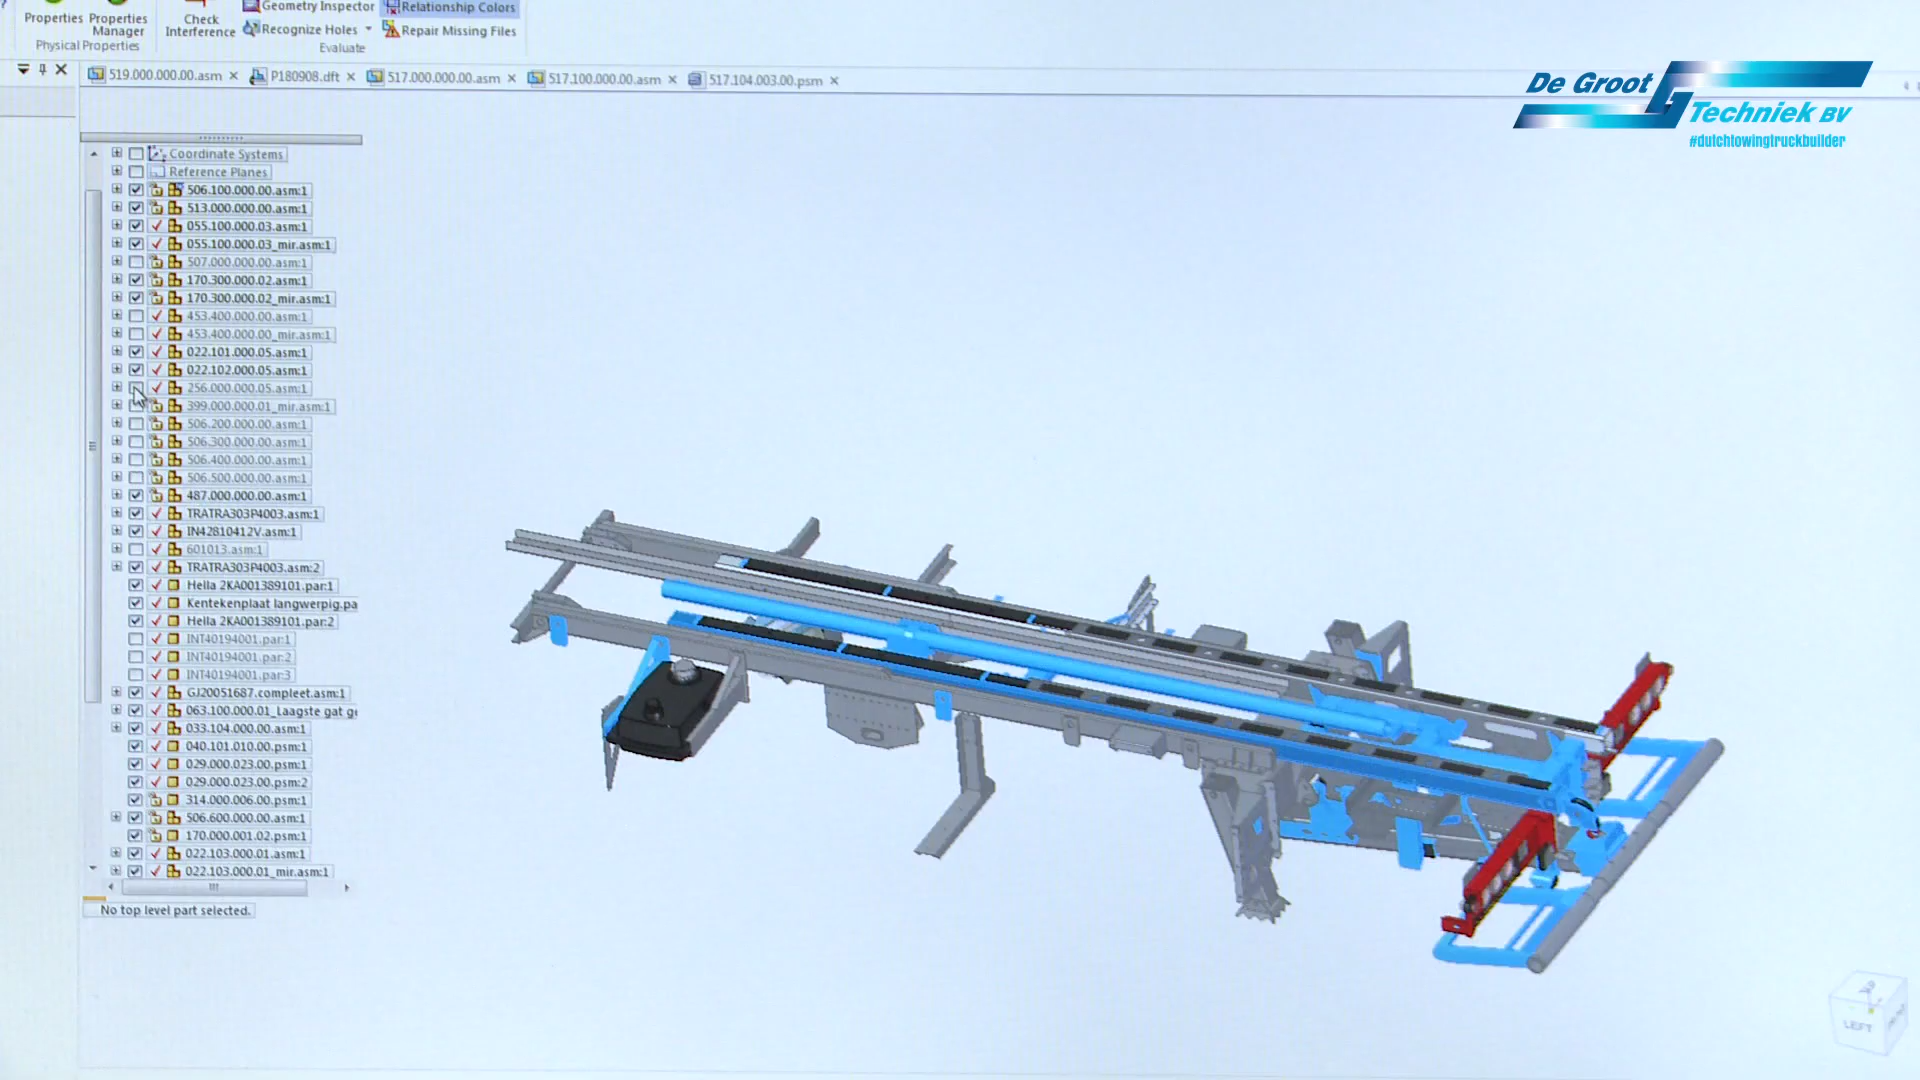 Properties
Properties
Manager
Physical Properties
Check
Interference
Geometry Inspector
Recognize Holes
Relationship Colors
Repair Missing Files
Evaluate
519.000.000.00.asm
P180908.dft
517.000.000.00.asm
517.100.000.00.asm
517.104.003.00.psm
De Groot
Techniek BV
#dutchtowingtruckbuilder
Coordinate Systems
Reference Planes
506.100.000.00.asm:1
513.000.000.00.asm:1
055.100.000.03.asm:1
055.100.000.03_mir.asm:1
507.000.000.00.asm:1
170.300.000.02.asm:1
170.300.000.02_mir.asm:1
453.400.000.00.asm:1
453.400.000.00_mir.asm:1
022.101.000.05.asm:1
022.102.000.05.asm:1
256.000.000.05.asm:1
399.000.000.01_mir.asm:1
506.200.000.00.asm:1
506.300.000.00.asm:1
506.400.000.00.asm:1
506.500.000.00.asm:1
487.000.000.00.asm:1
TRATRA303P4003.asm:1
IN42810412V.asm:1
601013.asm:1
TRATRA303P4003.asm:2
Hella 2KA001389101.par:1
Kentekenplaat langwerpig.pa
Hella 2KA001389101.par:2
INT40194001.par:1
INT40194001.par:2
INT40194001.par:3
GJ20051687.compleet.asm:1
063.100.000.01_Laagste gat ge
033.104.000.00.asm:1
040.101.010.00.psm:1
029.000.023.00.psm:1
029.000.023.00.psm:2
314.000.006.00.psm:1
506.600.000.00.asm:1
170.000.001.02.psm:1
022.103.000.01.asm:1
022.103.000.01_mir.asm:1
No top level part selected.
LEFT